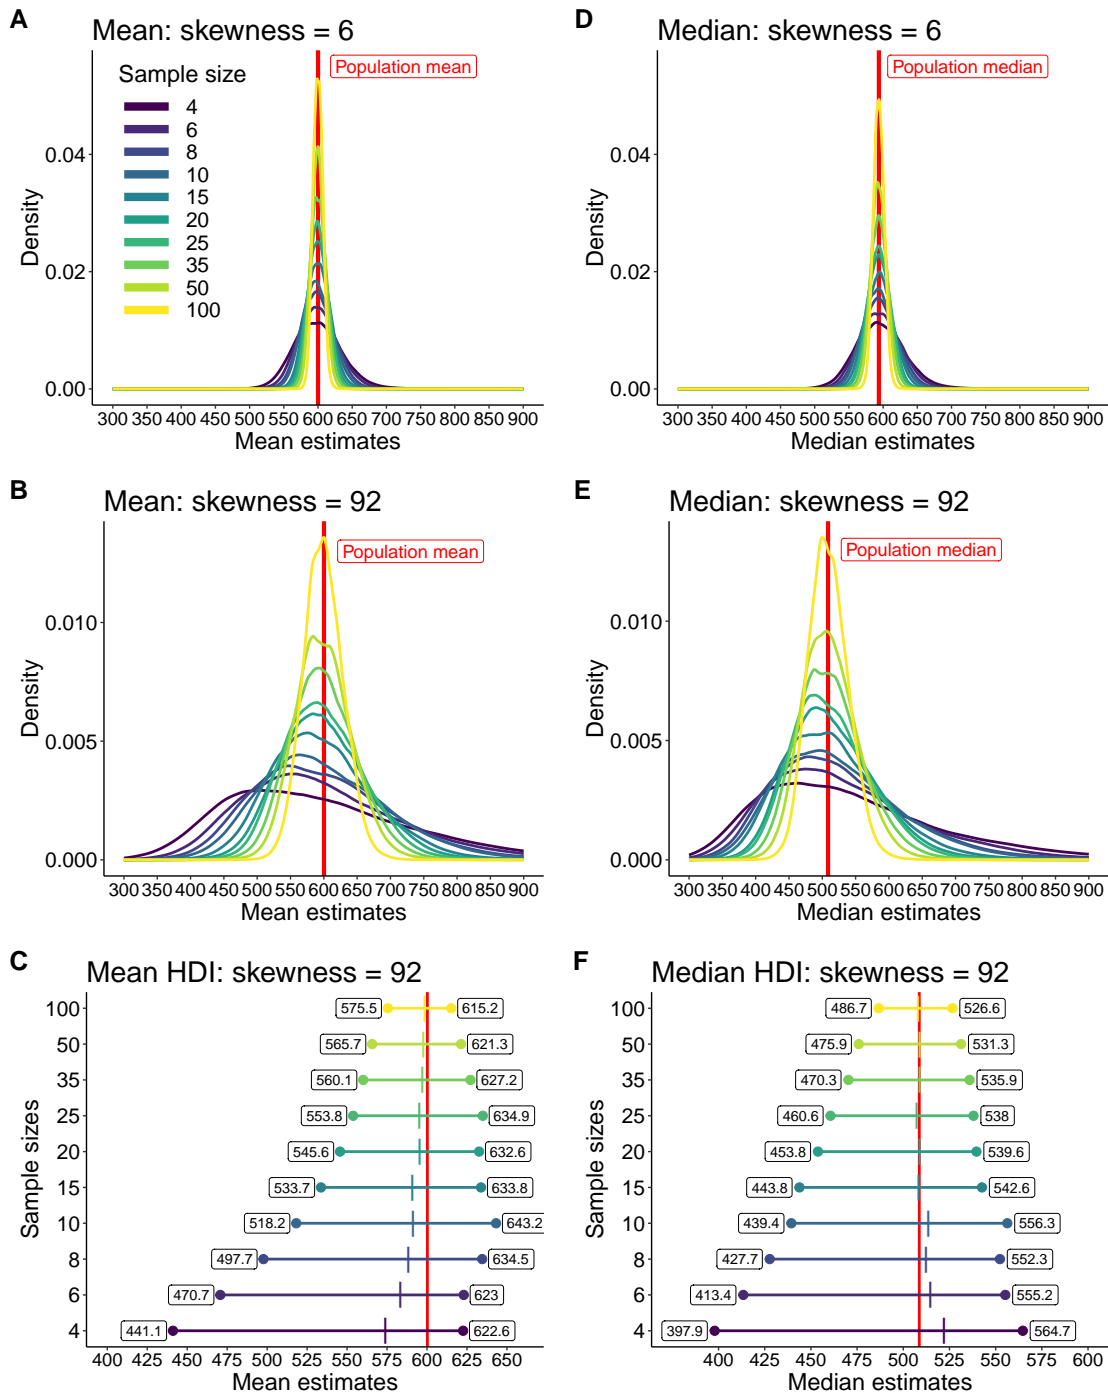 A
Mean: skewness = 6
Population mean
Sample size
4
6
8
10
15
20
25
35
50
100
0.04
0.02
0.00
Density
300 350 400 450 500 550 600 650 700 750 800 850 900
Mean estimates
D
Median: skewness = 6
Population median
0.04
0.02
0.00
Density
300 350 400 450 500 550 600 650 700 750 800 850 900
Median estimates
B
Mean: skewness = 92
Population mean
0.010
0.005
0.000
Density
300 350 400 450 500 550 600 650 700 750 800 850 900
Mean estimates
E
Median: skewness = 92
Population median
0.010
0.005
0.000
Density
300 350 400 450 500 550 600 650 700 750 800 850 900
Median estimates
C
Mean HDI: skewness = 92
Sample sizes
100 575.5 615.2
50 565.7 621.3
35 560.1 627.2
25 553.8 634.9
20 545.6 632.6
15 533.7 633.8
10 518.2 643.2
8 497.7 634.5
6 470.7 623
4 441.1 622.6
400 425 450 475 500 525 550 575 600 625 650
Mean estimates
F
Median HDI: skewness = 92
Sample sizes
100 486.7 526.6
50 475.9 531.3
35 470.3 535.9
25 460.6 538
20 453.8 539.6
15 443.8 542.6
10 439.4 556.3
8 427.7 552.3
6 413.4 555.2
4 397.9 564.7
400 425 450 475 500 525 550 575 600
Median estimates